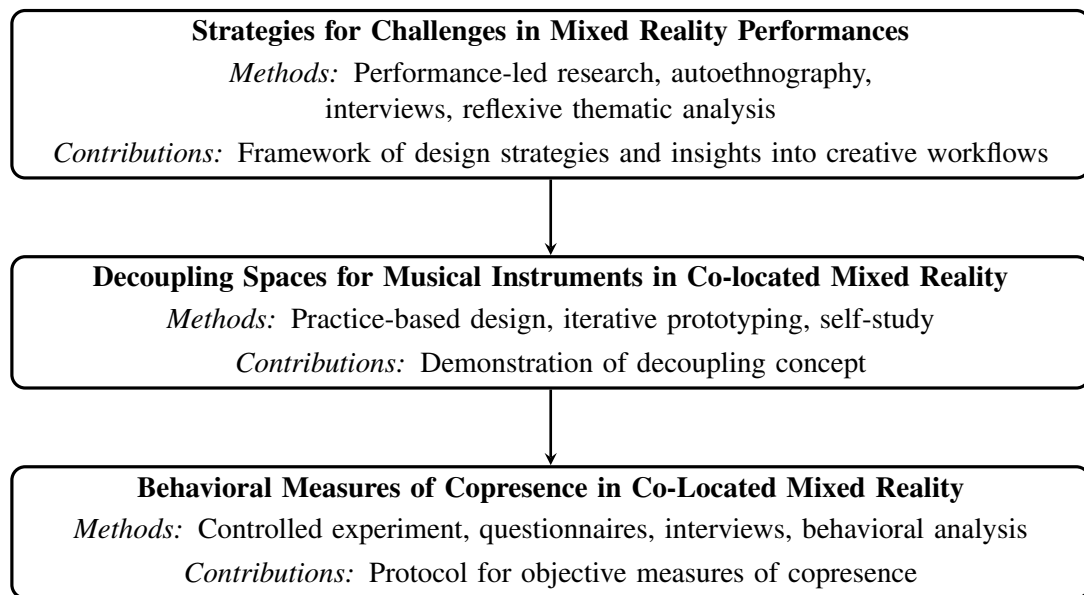 Strategies for Challenges in Mixed Reality Performances
Methods: Performance-led research, autoethnography,
interviews, reflexive thematic analysis
Contributions: Framework of design strategies and insights into creative workflows
Decoupling Spaces for Musical Instruments in Co-located Mixed Reality
Methods: Practice-based design, iterative prototyping, self-study
Contributions: Demonstration of decoupling concept
Behavioral Measures of Copresence in Co-Located Mixed Reality
Methods: Controlled experiment, questionnaires, interviews, behavioral analysis
Contributions: Protocol for objective measures of copresence